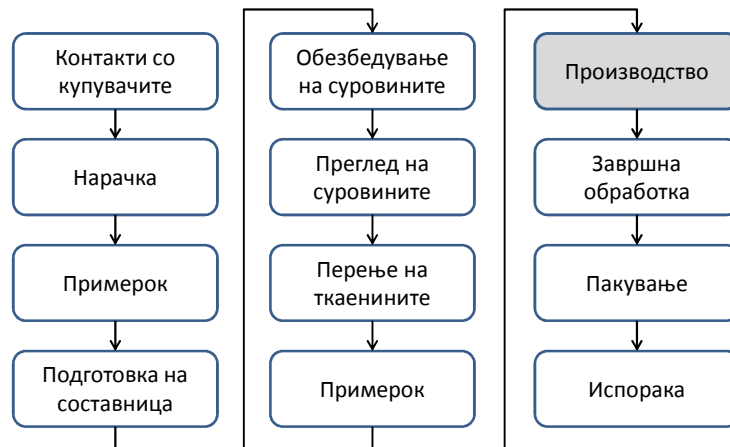 Контакти со
купувачите
Нарачка
Примерок
Подготовка на
составница
Обезбедување
на суровините
Преглед на
суровините
Перење на
ткаенините
Примерок
Производство
Завршна
обработка
Пакување
Испорака